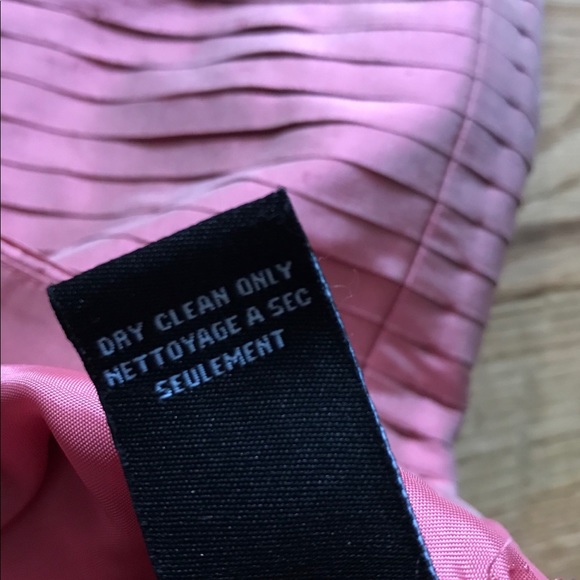 DRY CLEAN ONLY
NETTOYAGE A SEC
SEULEMENT